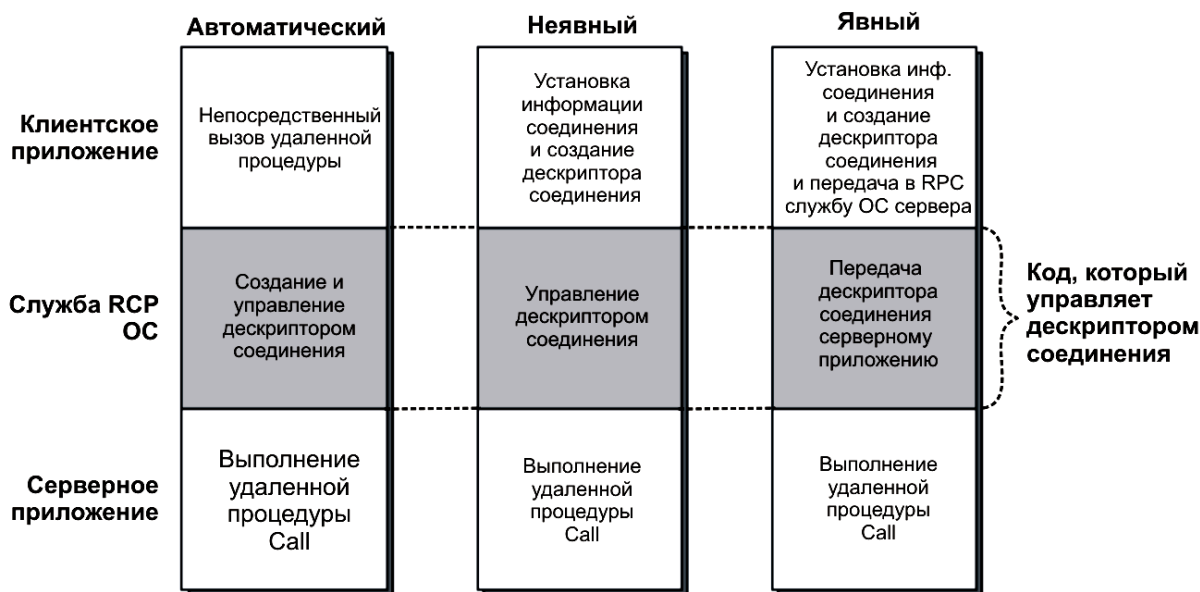 Автоматический
Неявный
Явный
Клиентское
приложение
Непосредственный
вызов удаленной
процедуры
Установка
информации
соединения
и создание
дескриптора
соединения
Установка инф.
соединения
и создание
дескриптора
соединения
и передача в RPC
службу ОС сервера
Служба RCP
ОС
Создание и
управление
дескриптором
соединения
Управление
дескриптором
соединения
Передача
дескриптора
соединения
серверному
приложению
Код, который
управляет
дескриптором
соединения
Серверное
приложение
Выполнение
удаленной
процедуры
Call
Выполнение
удаленной
процедуры
Call
Выполнение
удаленной
процедуры
Call